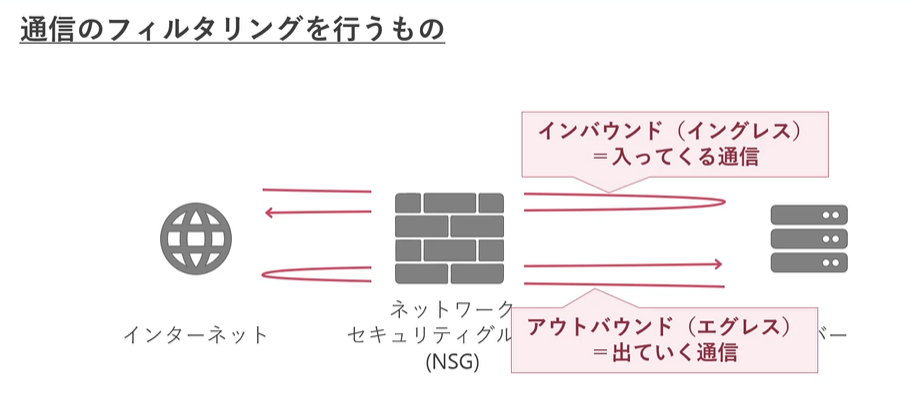 通信のフィルタリングを行うもの
インバウンド（イングレス）
＝入ってくる通信
ネットワーク
インターネット
セキュリティグル
(NSG)
アウトバウンド（エグレス）
＝出ていく通信
バー